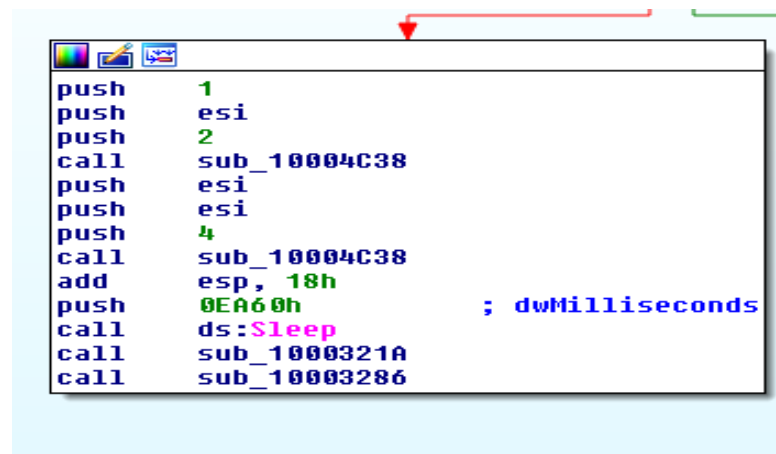 push 1
push esi
push 2
call sub_10004C38
push esi
push esi
push 4
call sub_10004C38
add esp, 18h
push 0EA60h ; dwMilliseconds
call ds:Sleep
call sub_1000321A
call sub_10003286